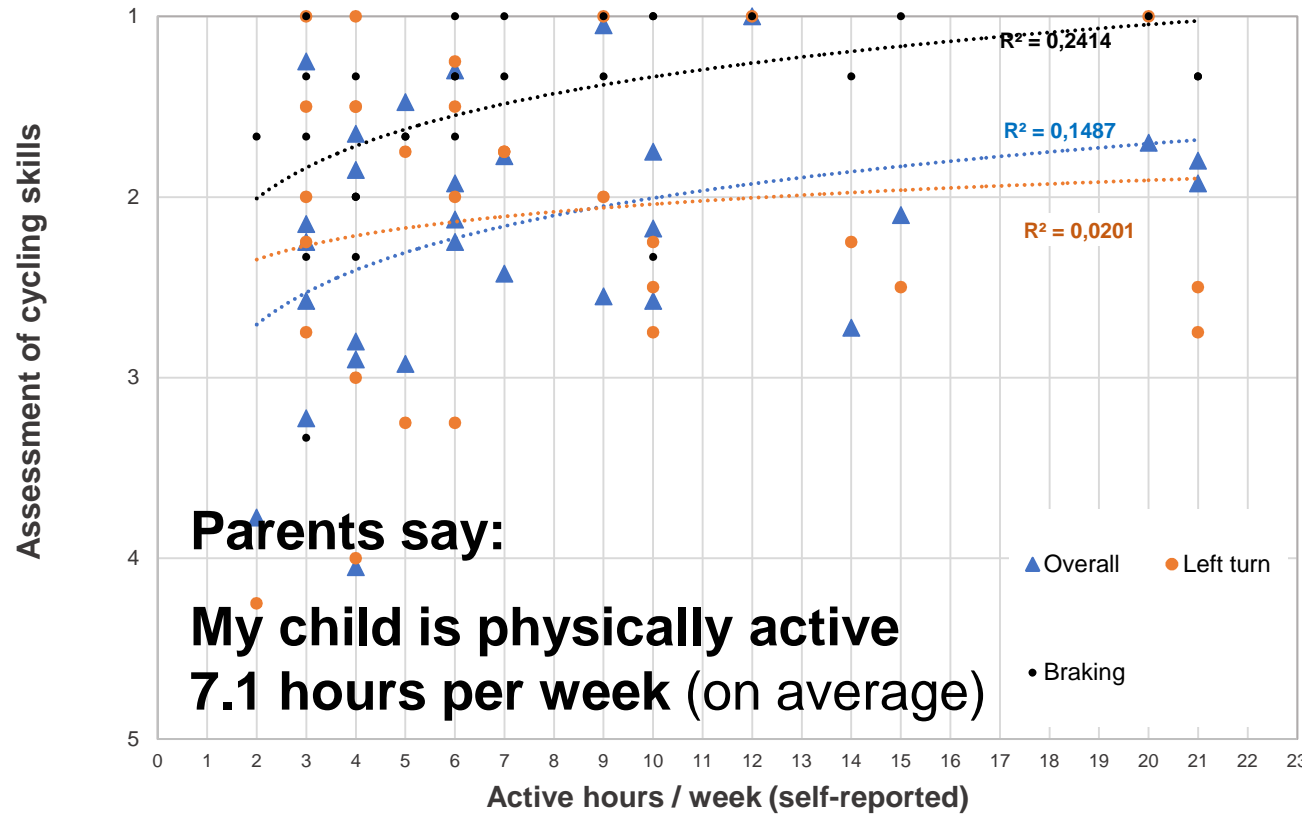 Assessment of cycling skills
1
2
3
4
5
R² = 0,2414
R² = 0,1487
R² = 0,0201
Parents say:
My child is physically active
7.1 hours per week (on average)
Overall
Left turn
Braking
0 1 2 3 4 5 6 7 8 9 10 11 12 13 14 15 16 17 18 19 20 21 22 23
Active hours / week (self-reported)